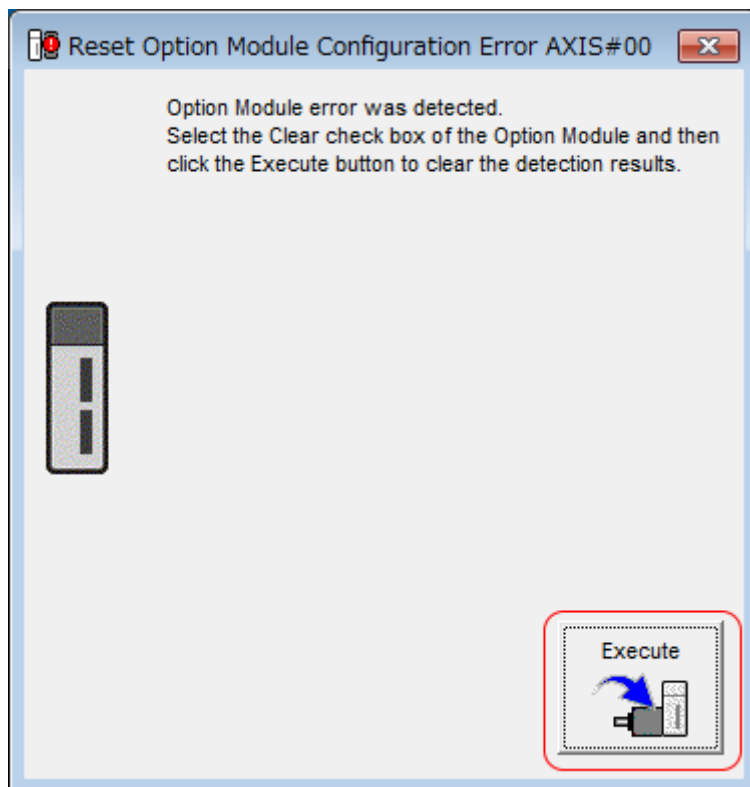 Reset Option Module Configuration Error AXIS#00
Option Module error was detected.
Select the Clear check box of the Option Module and then
click the Execute button to clear the detection results.
Execute